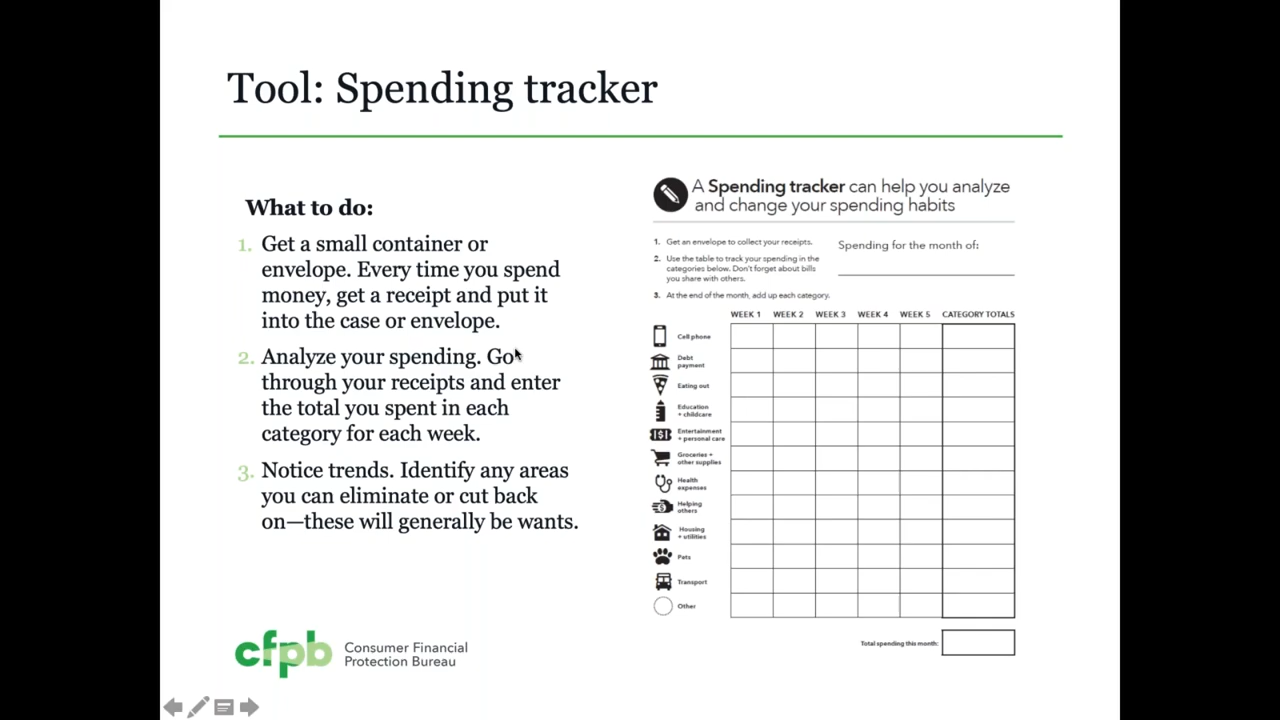 Tool: Spending tracker
What to do:
1. Get a small container or
envelope. Every time you spend
money, get a receipt and put it
into the case or envelope.
2. Analyze your spending. Go
through your receipts and enter
the total you spent in each
category for each week.
3. Notice trends. Identify any areas
you can eliminate or cut back
on—these will generally be wants.
cfpb
Consumer Financial
Protection Bureau
A Spending tracker can help you analyze
and change your spending habits
1. Get an envelope to collect your receipts.
2. Use the table to track your spending in the
categories below. Don't forget about bills
you share with others.
3. At the end of the month, add up each category.
Spending for the month of:
WEEK 1 WEEK 2 WEEK 3 WEEK 4 WEEK 5 CATEGORY TOTALS
Cell phone
Debt
payment
Eating out
Education
+ childcare
Entertainment
+ personal care
Groceries +
other supplies
Health
expenses
Helping
others
Housing
+ utilities
Pets
Transport
Other
Total spending this month: